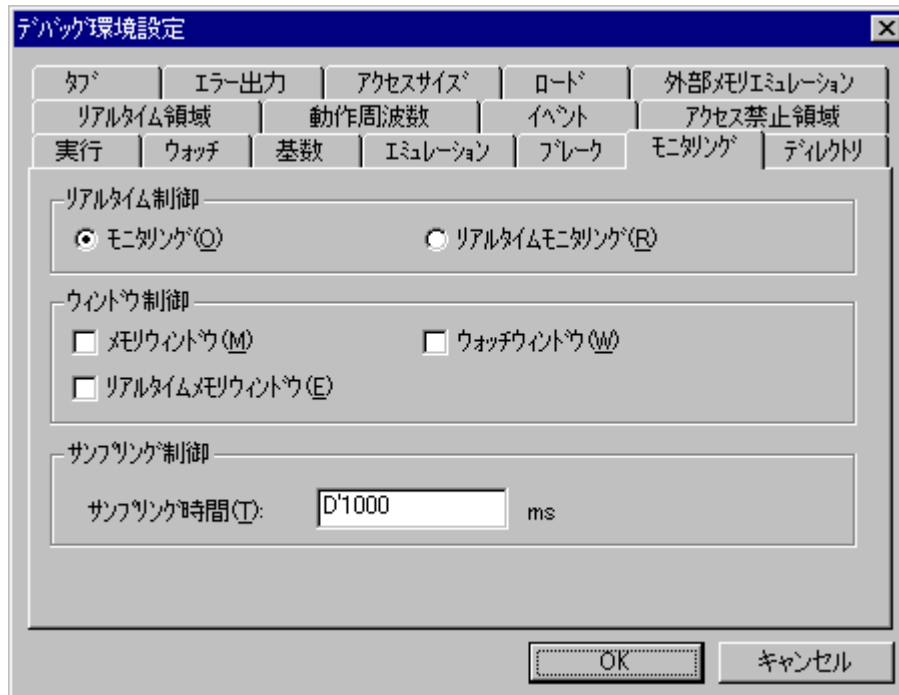 ﾃﾞﾊﾞｯｸﾞ環境設定
ﾀﾌﾞ エラー出力 ｱｸｾｽｻｲｽﾞ ﾛｰﾄﾞ 外部ﾒﾓﾘｴﾐｭﾚｰｼｮﾝ
ﾘｱﾙﾀｲﾑ領域 動作周波数 ｲﾍﾞﾝﾄ ｱｸｾｽ禁止領域
実行 ｳｫｯﾁ 基数 ｴﾐｭﾚｰｼｮﾝ ﾌﾞﾚｰｸ ﾓﾆﾀﾘﾝｸﾞ ﾃﾞｨﾚｸﾄﾘ
ﾘｱﾙﾀｲﾑ制御
ﾓﾆﾀﾘﾝｸﾞ(O) ﾘｱﾙﾀｲﾑﾓﾆﾀﾘﾝｸﾞ(R)
ｳｨﾝﾄﾞｳ制御
ﾒﾓﾘｳｨﾝﾄﾞｳ(M) ｳｫｯﾁｳｨﾝﾄﾞｳ(W)
ﾘｱﾙﾀｲﾑﾒﾓﾘｳｨﾝﾄﾞｳ(E)
ｻﾝﾌﾟﾘﾝｸﾞ制御
ｻﾝﾌﾟﾘﾝｸﾞ時間(T): D'1000 ms
OK キャンセル